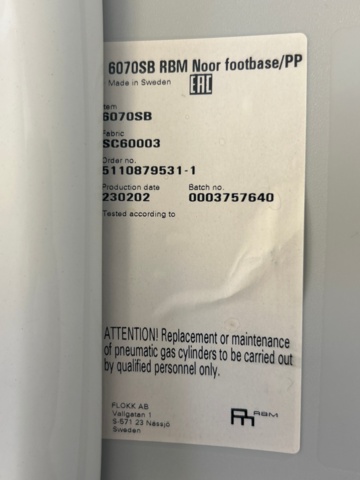 6070SB RBM Noor footbase/PP
Made in Sweden EAC
Item
6070SB
Fabric
SC60003
Order no.
5110879531-1
Production date Batch no.
230202 0003757640
Tested according to
ATTENTION! Replacement or maintenance
of pneumatic gas cylinders to be carried out
by qualified personnel only.
FLOKK AB
Vallgatan 1
S-571 23 Nässjö
Sweden
RBM